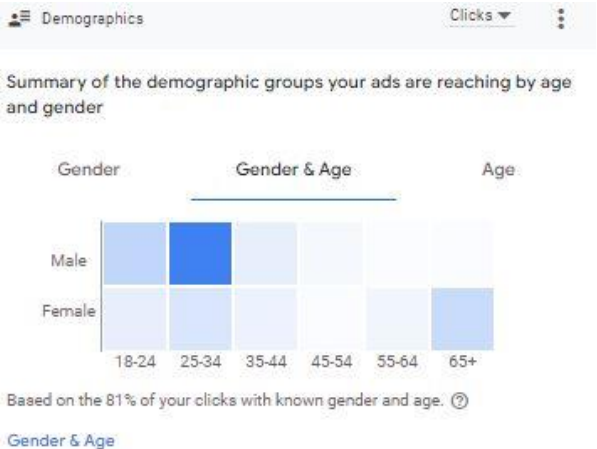 Demographics Clicks
Summary of the demographic groups your ads are reaching by age
and gender
Gender Gender & Age Age
Male
Female
18-24 25-34 35-44 45-54 55-64 65+
Based on the 81% of your clicks with known gender and age.
Gender & Age